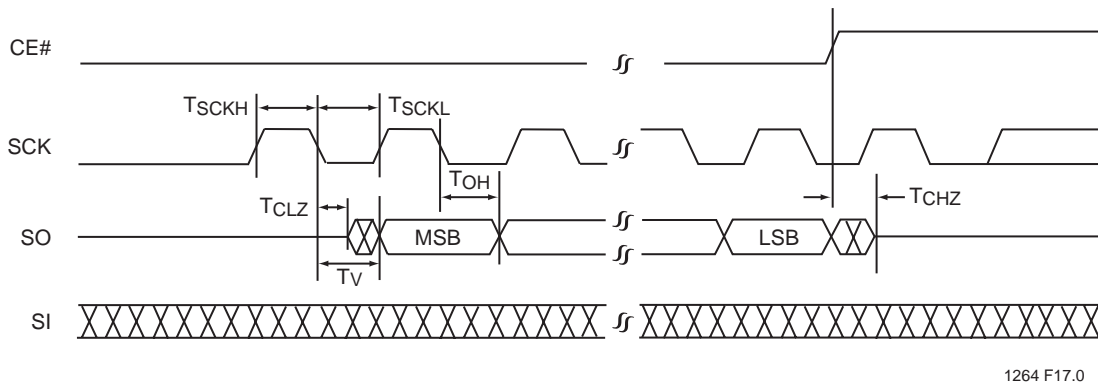 CE#
TSCKH
TSCKL
SCK
TOH
TCLZ
TCHZ
SO
MSB
LSB
TV
SI
1264 F17.0